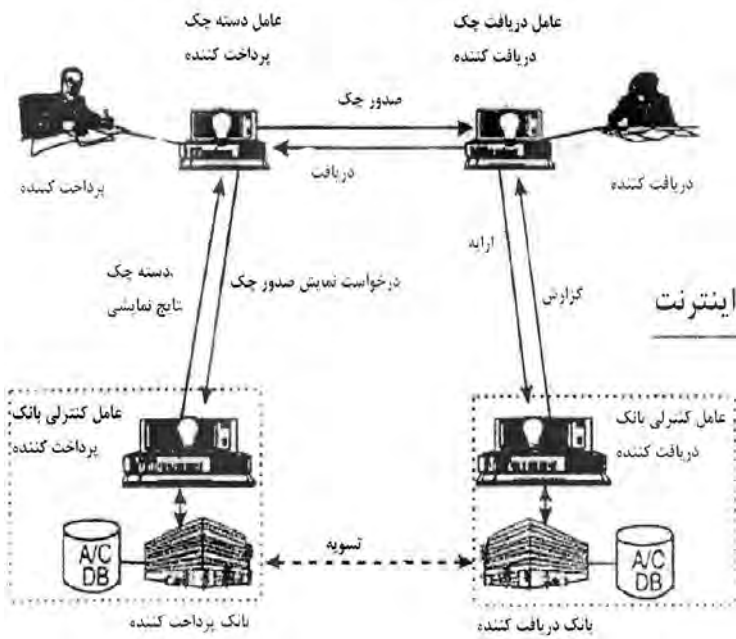 عامل دریافت چک
دریافت کننده
عامل دسته چک
پرداخت کننده
صدور چک
دریافت
دریافت کننده
پرداخت کننده
ارایه
گزارش
اینترنت
درخواست نمایش صدور چک
دسته چک،
نتایج نمایشی
عامل کنترلی بانک
دریافت کننده
عامل کنترلی بانک
پرداخت کننده
A/C
DB
تسویه
A/C
DB
بانک دریافت کننده
بانک پرداخت کننده